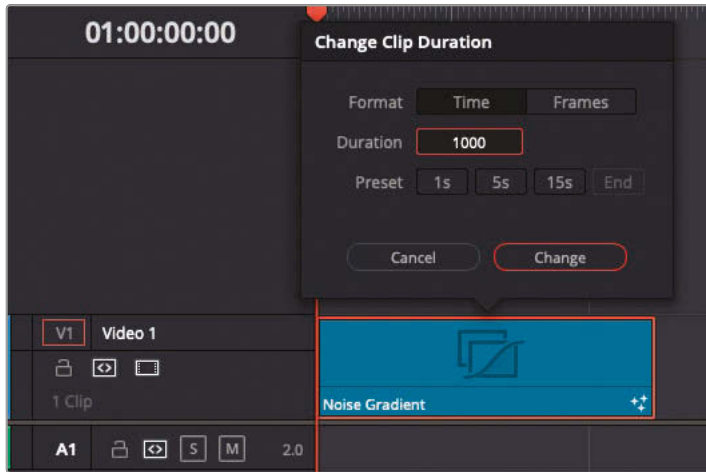 01:00:00:00
Change Clip Duration
Format Time Frames
Duration 1000
Preset 1s 5s 15s End
Cancel Change
V1 Video 1
1 Clip
Noise Gradient
A1 S M 2.0